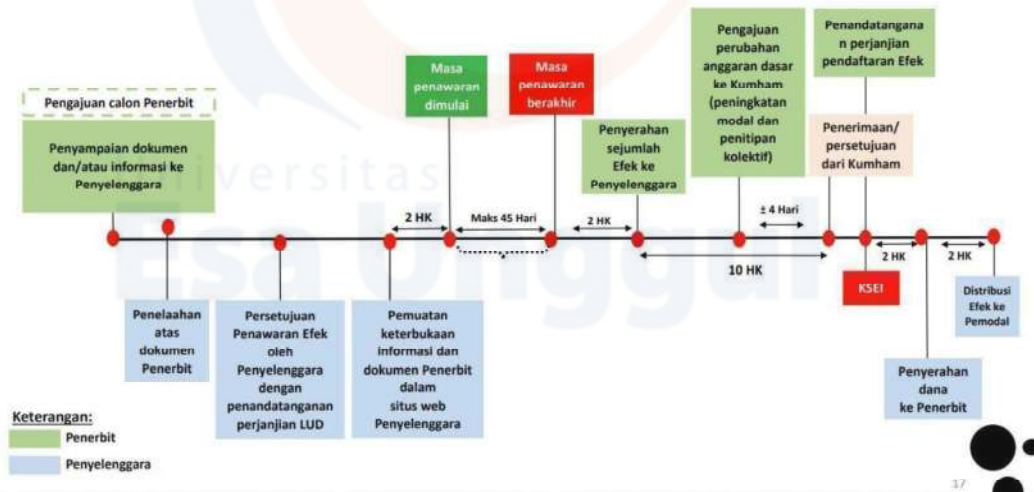 Pengajuan calon Penerbit
Penyampaian dokumen
dan/atau informasi ke
Penyelenggara
Masa
penawaran
dimulai
Masa
penawaran
berakhir
Penyerahan
sejumlah
Efek ke
Penyelenggara
Pengajuan
perubahan
anggaran dasar
ke Kumham
(peningkatan
modal dan
penitipan
kolektif)
Penandatangana
n perjanjian
pendaftaran Efek
Penerimaan/
persetujuan
dari Kumham
Universitas
Esa Unggul
2 HK
Maks 45 Hari
2 HK
± 4 Hari
10 HK
2 HK
2 HK
KSEI
Penelaahan
atas
dokumen
Penerbit
Persetujuan
Penawaran Efek
oleh
Penyelenggara
dengan
penandatanganan
perjanjian LUD
Pemuatan
keterbukaan
informasi dan
dokumen Penerbit
dalam
situs web
Penyelenggara
Penyerahan
dana
ke Penerbit
Distribusi
Efek ke
Pemodal
Keterangan:
Penerbit
Penyelenggara
17